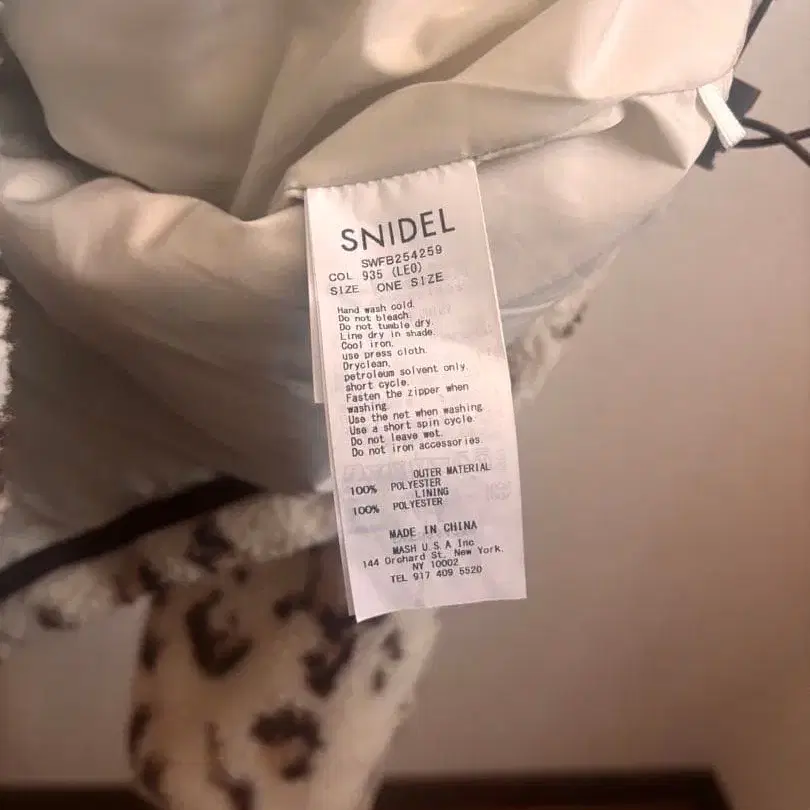 SNIDEL
SWFB254259
COL 935 (LEO)
SIZE ONE SIZE
Hand wash cold.
Do not bleach.
Do not tumble dry.
Line dry in shade.
Cool iron.
use press cloth.
Dryclean,
petroleum solvent only.
short cycle.
Fasten the zipper when
washing.
Use the net when washing.
Use a short spin cycle.
Do not leave wet.
Do not iron accessories.
OUTER MATERIAL
100% POLYESTER
LINING
100% POLYESTER
MADE IN CHINA
MASH U.S.A Inc
144 Orchard St, New York.
NY 10002
TEL 917 409 5520